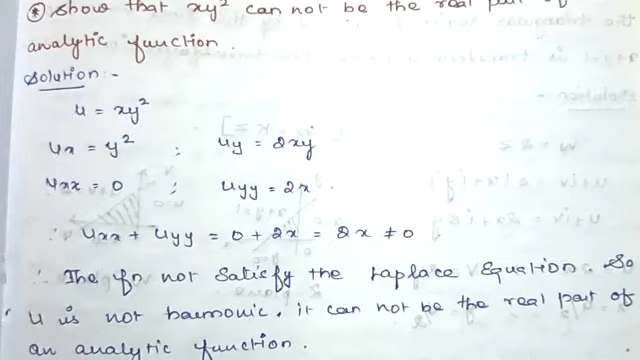 * show that xy² can not be the real part of
analytic function.
Solution:-
u = xy²
ux = y² ; uy = 2xy
uxx = 0 ; uyy = 2x.
∴ uxx + uyy = 0 + 2x = 2x ≠ 0
∴ The fn not satisfy the Laplace Equation. So
u is not harmonic. it can not be the real part of
an analytic function.